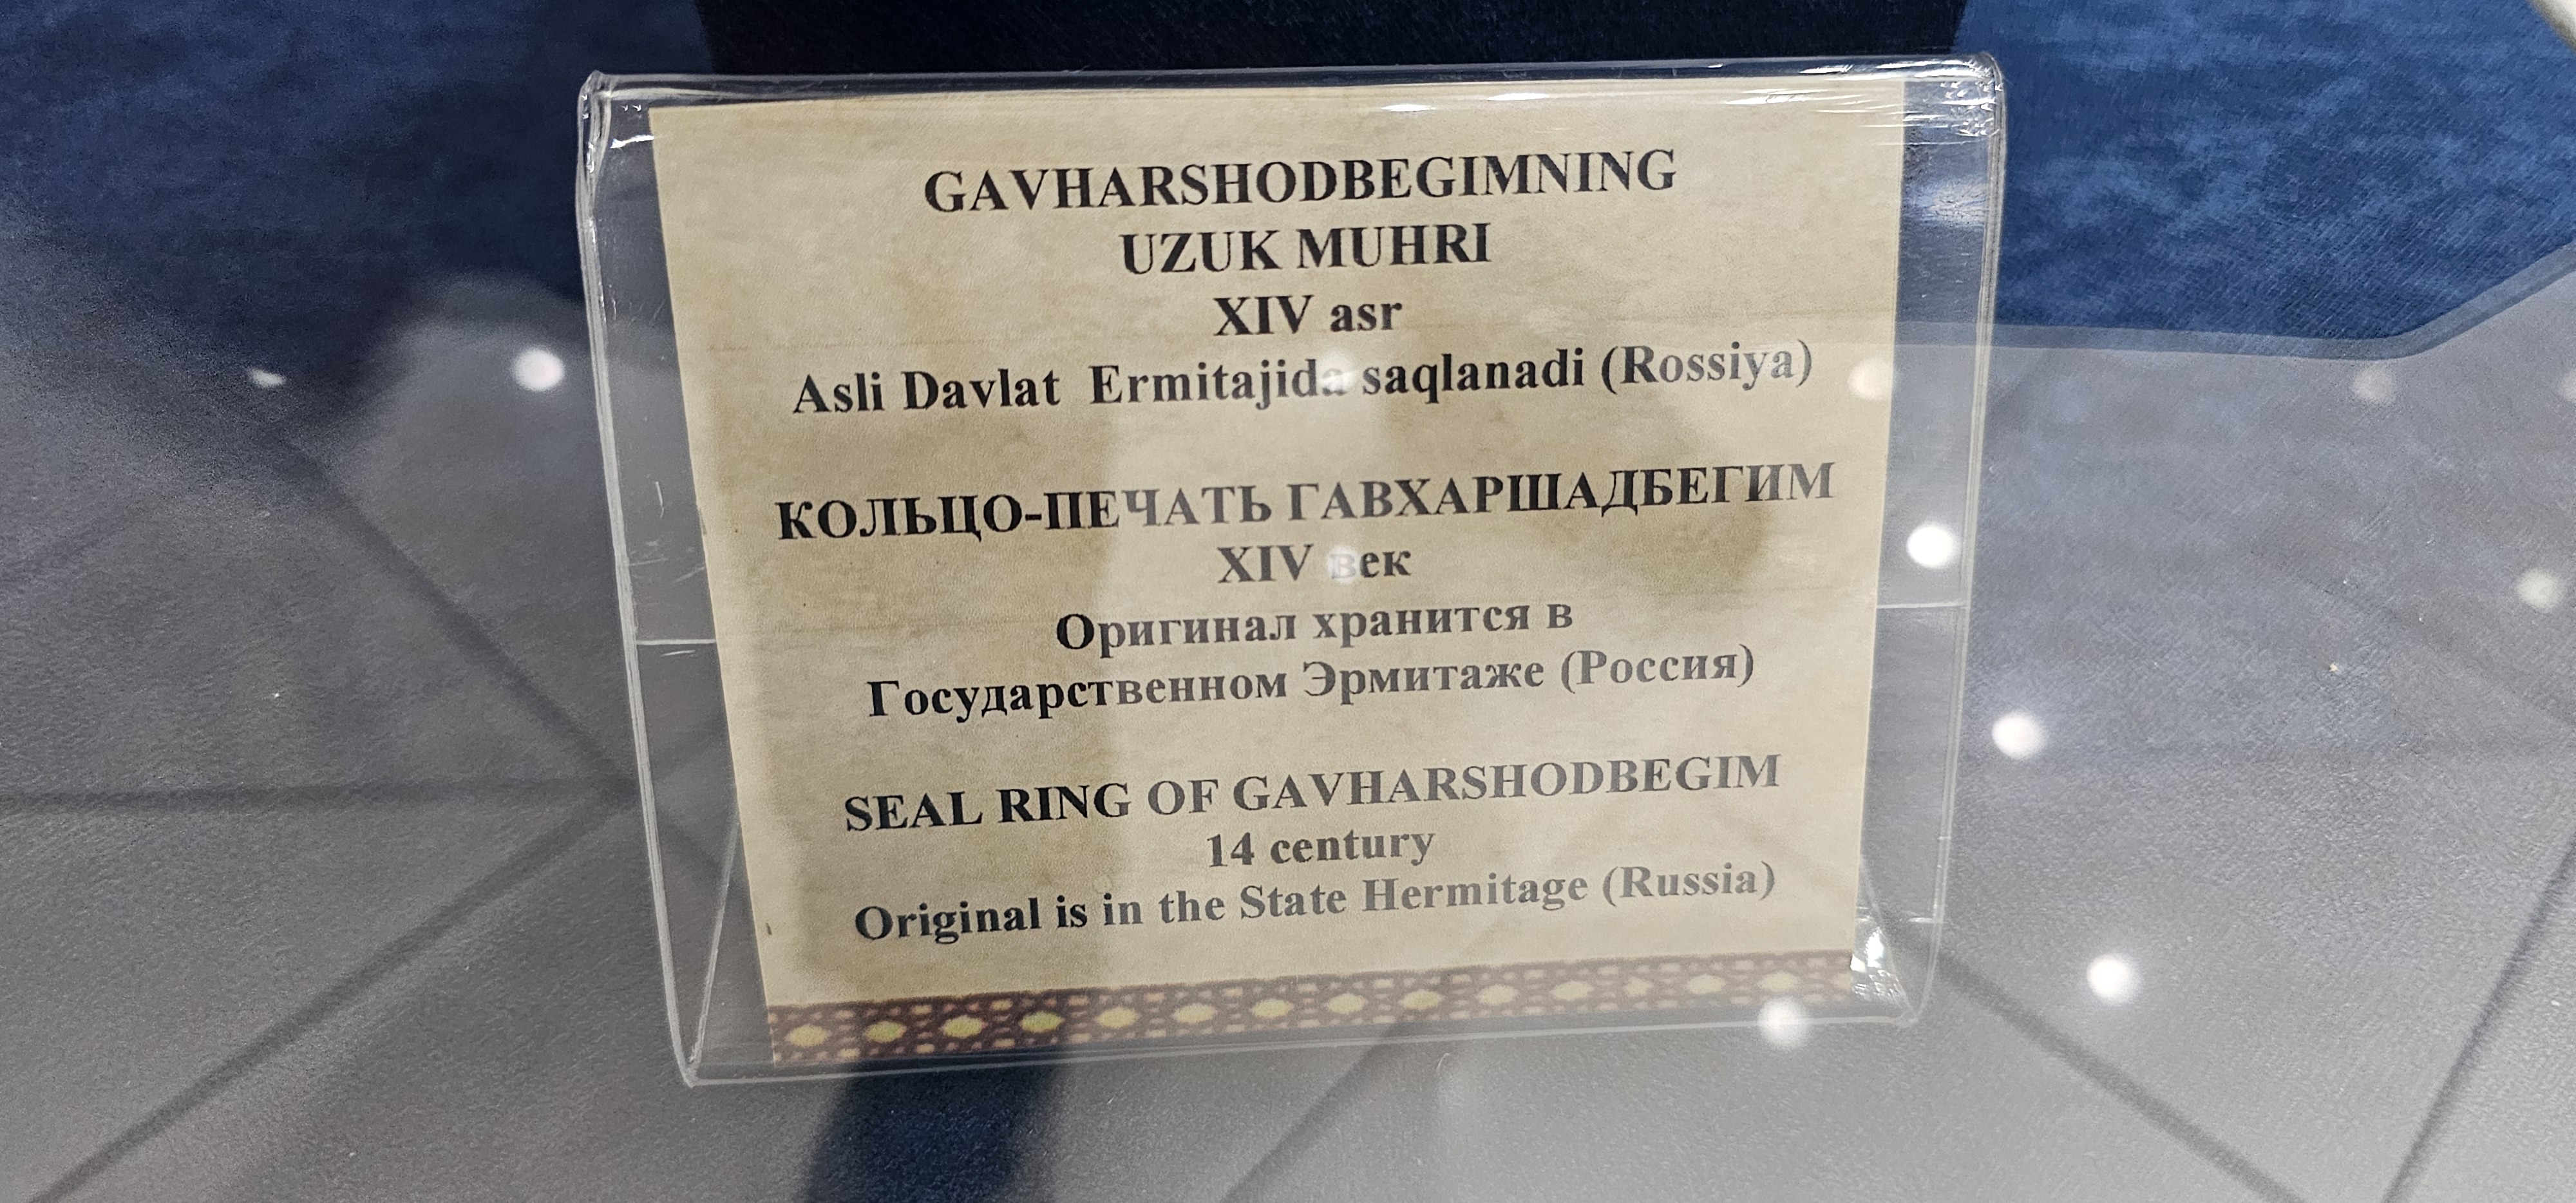 GAVHARSHODBEGIMNING
UZUK MUHRI
XIV asr
Asli Davlat Ermitajida saqlanadi (Rossiya)
КОЛЬЦО-ПЕЧАТЬ ГАВХАРШАДБЕГИМ
XIV век
Оригинал хранится в
Государственном Эрмитаже (Россия)
SEAL RING OF GAVHARSHODBEGIM
14 century
Original is in the State Hermitage (Russia)